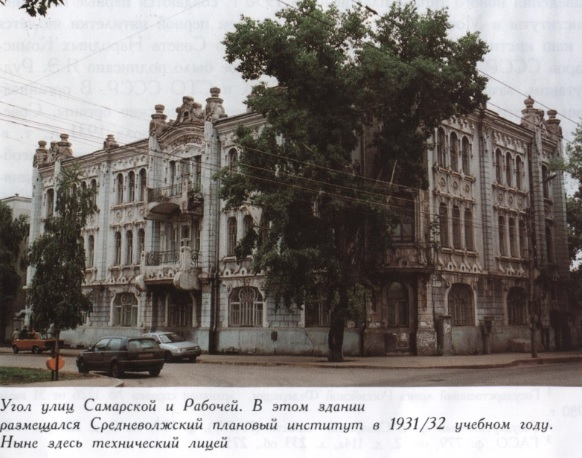 Угол улиц Самарской и Рабочей. В этом здании
размещался Средневолжский плановый институт в 1931/32 учебном году.
Ныне здесь технический лицей